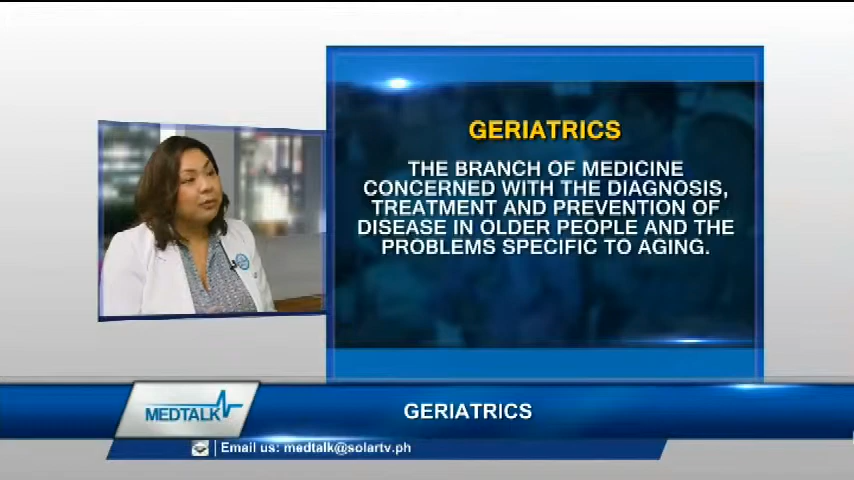 GERIATRICS
THE BRANCH OF MEDICINE
CONCERNED WITH THE DIAGNOSIS,
TREATMENT AND PREVENTION OF
DISEASE IN OLDER PEOPLE AND THE
PROBLEMS SPECIFIC TO AGING.
MEDTALK
GERIATRICS
Email us: medtalk@solartv.ph